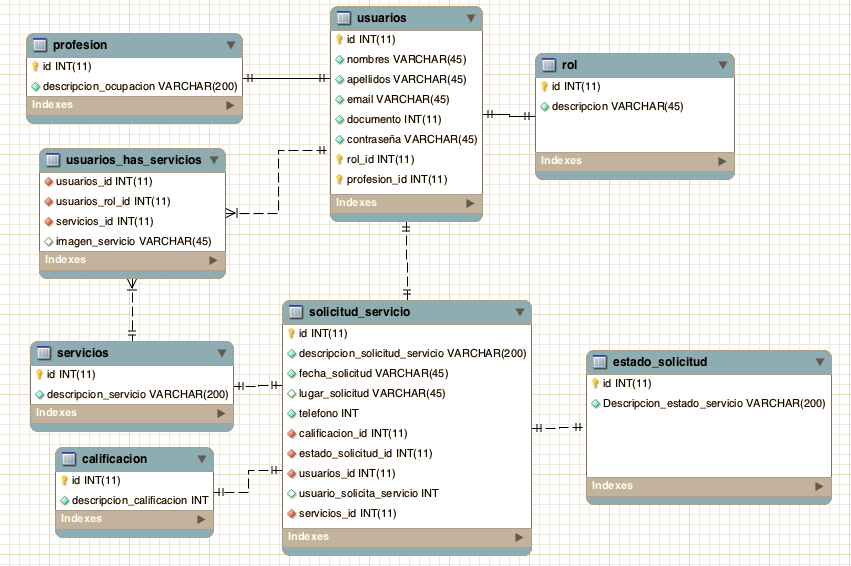 profesion
id INT(11)
descripcion_ocupacion VARCHAR(200)
Indexes
usuarios
id INT(11)
nombres VARCHAR(45)
apellidos VARCHAR(45)
email VARCHAR(45)
documento INT(11)
contraseña VARCHAR(45)
rol_id INT(11)
profesion_id INT(11)
Indexes
rol
id INT(11)
descripcion VARCHAR(45)
Indexes
usuarios_has_servicios
usuarios_id INT(11)
usuarios_rol_id INT(11)
servicios_id INT(11)
imagen_servicio VARCHAR(45)
Indexes
servicios
id INT(11)
descripcion_servicio VARCHAR(200)
Indexes
solicitud_servicio
id INT(11)
descripcion_solicitud_servicio VARCHAR(200)
fecha_solicitud VARCHAR(45)
lugar_solicitud VARCHAR(45)
telefono INT
calificacion_id INT(11)
estado_solicitud_id INT(11)
usuarios_id INT(11)
usuario_solicita_servicio INT
servicios_id INT(11)
Indexes
estado_solicitud
id INT(11)
Descripcion_estado_servicio VARCHAR(200)
Indexes
calificacion
id INT(11)
descripcion_calificacion INT
Indexes